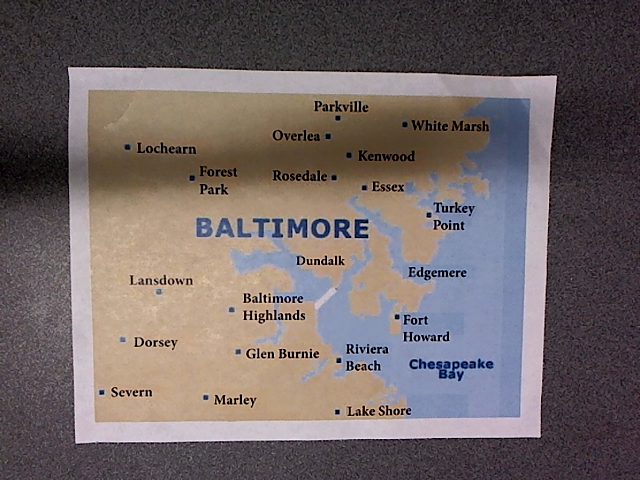 Parkville
White Marsh
Overlea
Lochearn
Kenwood
Forest
Park
Rosedale
Essex
Turkey
Point
BALTIMORE
Dundalk
Edgemere
Lansdown
Baltimore
Highlands
Fort
Howard
Dorsey
Glen Burnie
Riviera
Beach
Chesapeake
Bay
Severn
Marley
Lake Shore